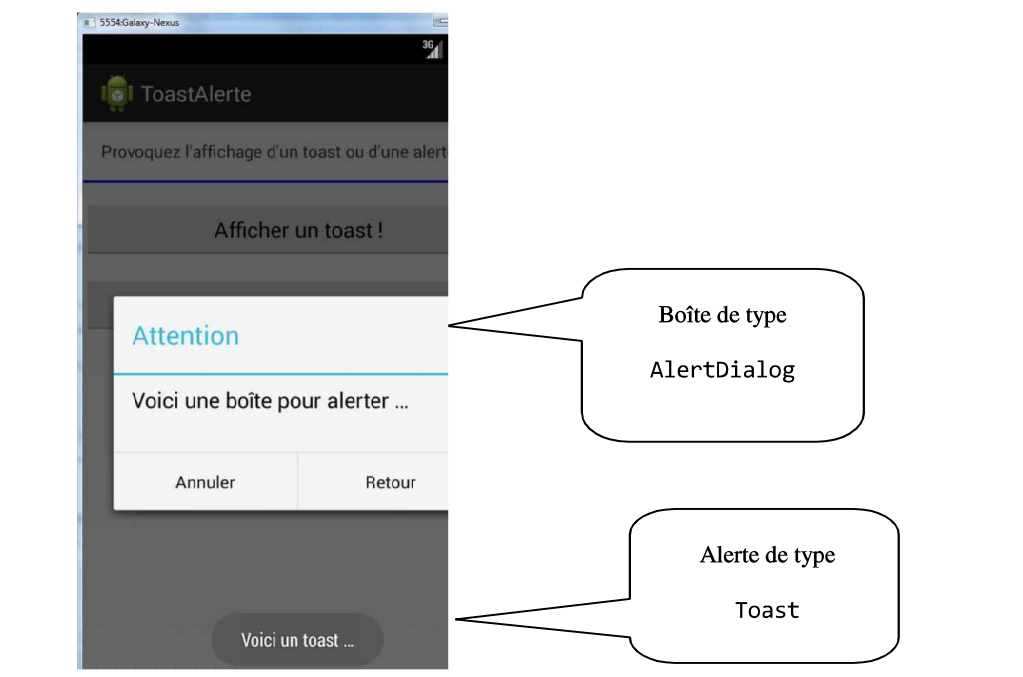 5554:Galaxy-Nexus
3G
ToastAlerte
Provoquez l'affichage d'un toast ou d'une alert
Afficher un toast !
Attention
Voici une boîte pour alerter ...
Annuler
Retour
Voici un toast ...
Boîte de type
AlertDialog
Alerte de type
Toast